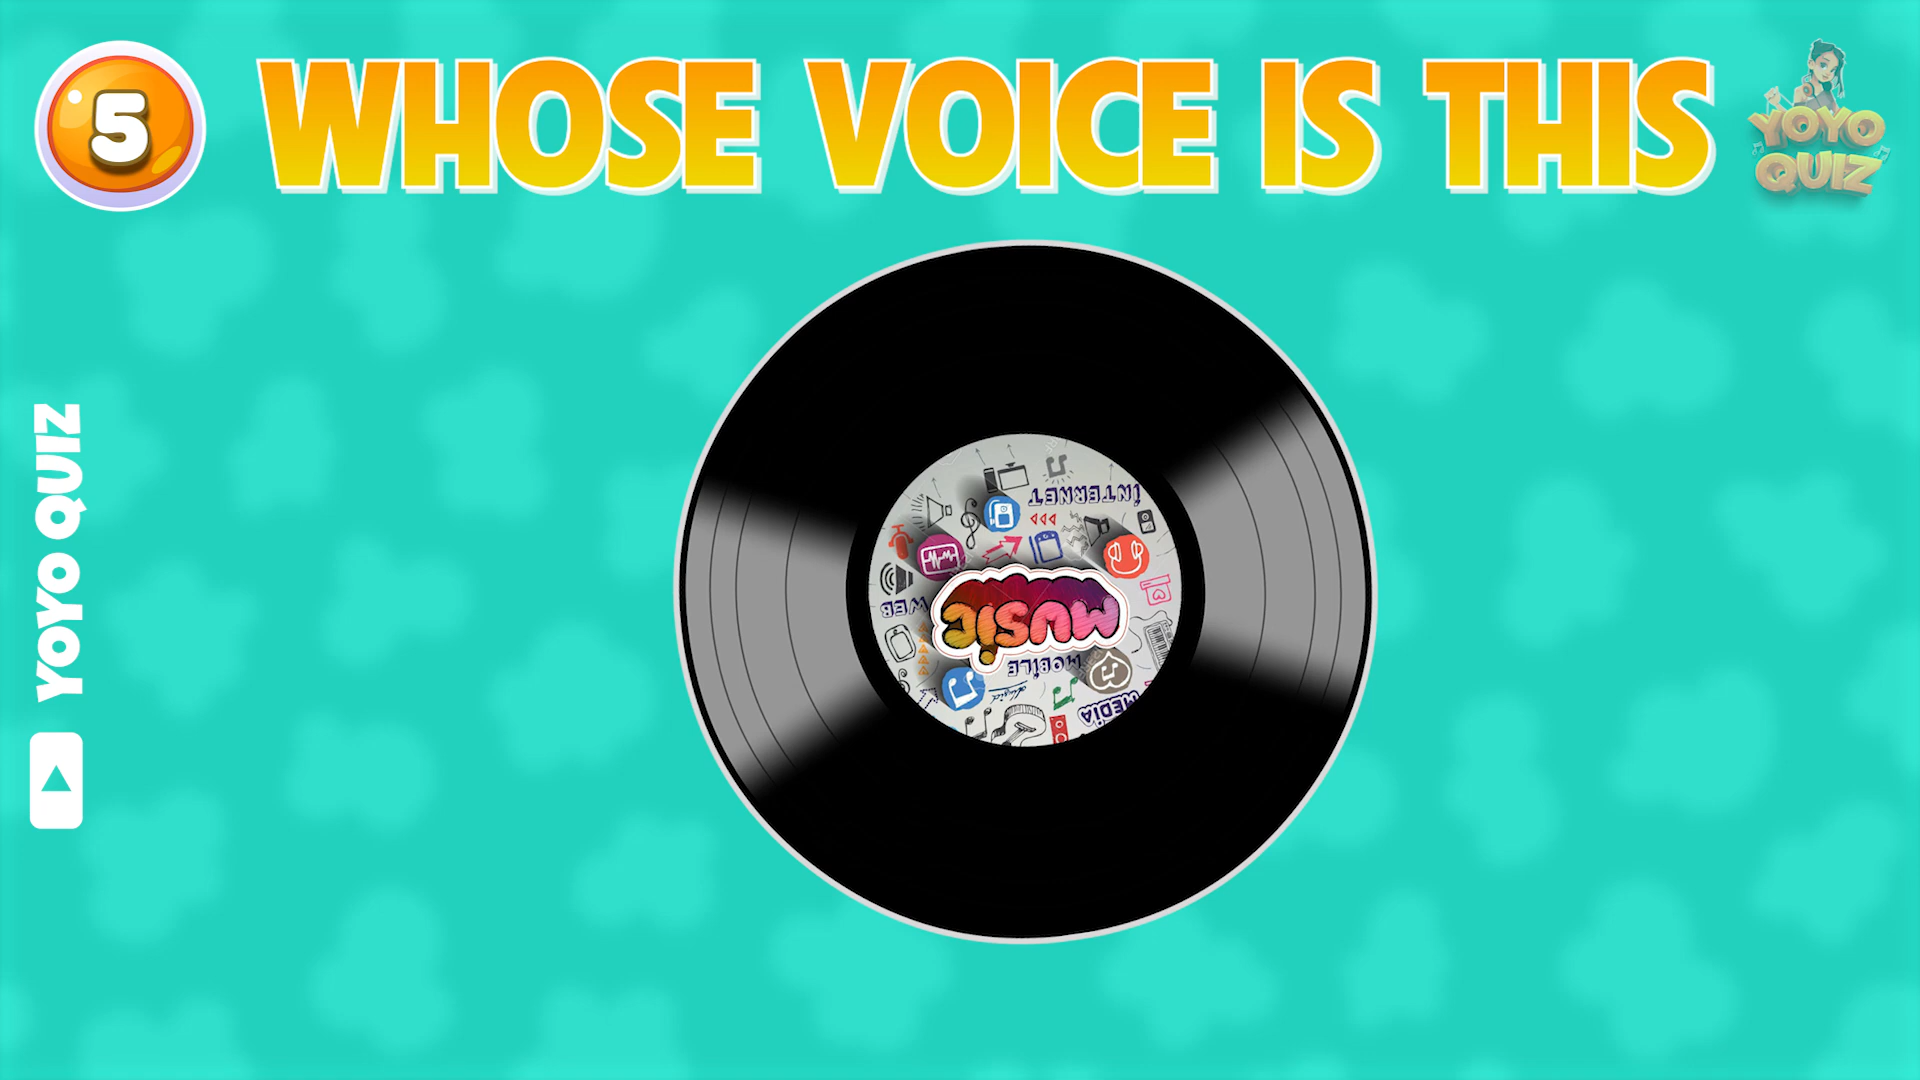 5
WHOSE VOICE IS THIS
YOYO
QUIZ
YOYO QUIZ
INTERNET
WEB
MUSIC
MOBILE
MEDIA